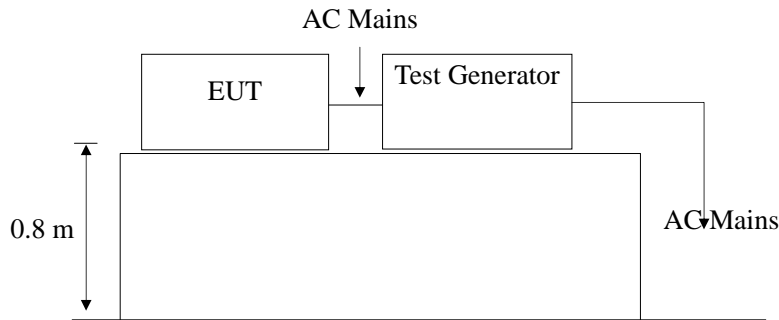 AC Mains
EUT
Test Generator
0.8 m
AC Mains